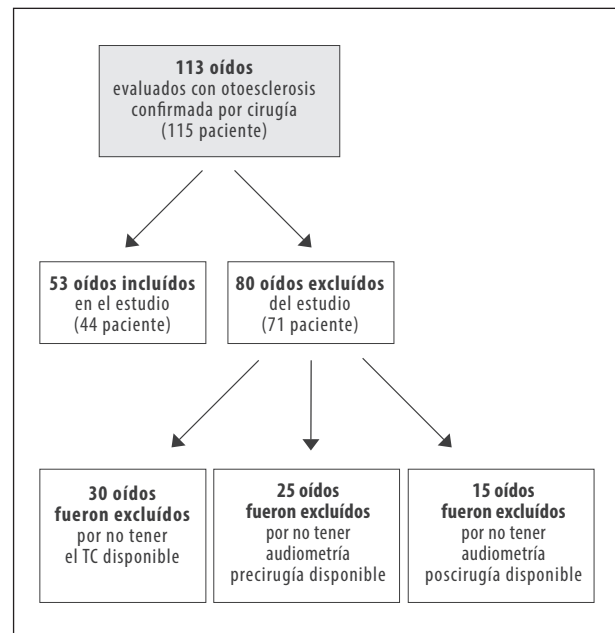 113 oídos
evaluados con otoesclerosis
confirmada por cirugía
(115 paciente)
53 oídos incluídos
en el estudio
(44 paciente)
80 oídos excluídos
del estudio
(71 paciente)
30 oídos
fueron excluídos
por no tener
el TC disponible
25 oídos
fueron excluídos
por no tener
audiometría
precirugía disponible
15 oídos
fueron excluídos
por no tener
audiometría
poscirugía disponible